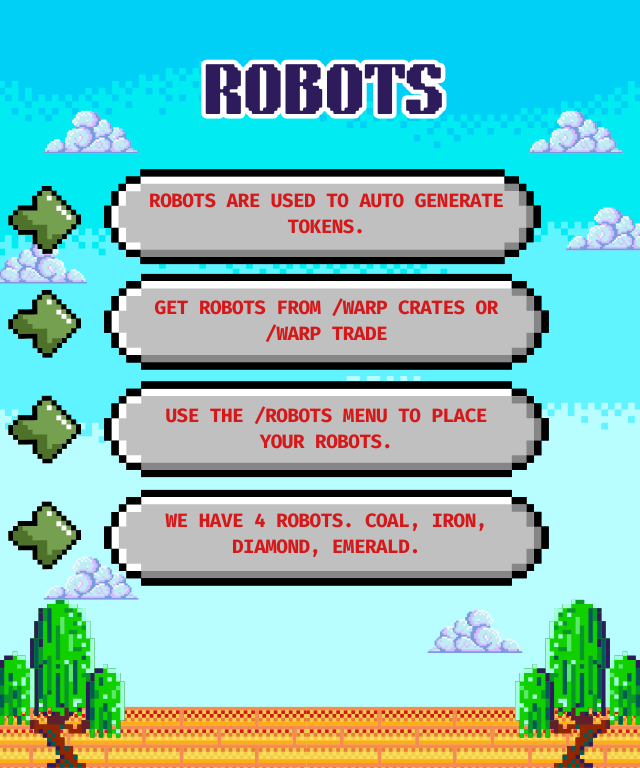 ROBOTS
ROBOTS ARE USED TO AUTO GENERATE
TOKENS.
GET ROBOTS FROM /WARP CRATES OR
/WARP TRADE
USE THE /ROBOTS MENU TO PLACE
YOUR ROBOTS.
WE HAVE 4 ROBOTS. COAL, IRON,
DIAMOND, EMERALD.